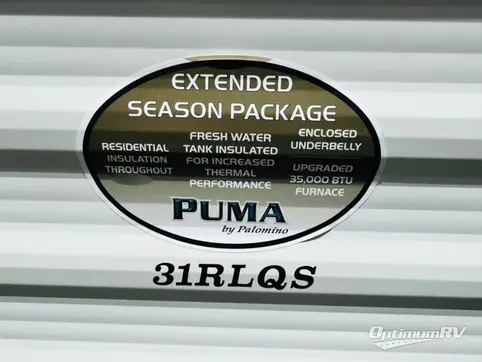 EXTENDED
SEASON PACKAGE
RESIDENTIAL
INSULATION
THROUGHOUT
FRESH WATER
TANK INSULATED
FOR INCREASED
THERMAL
PERFORMANCE
ENCLOSED
UNDERBELLY
UPGRADED
35,000 BTU
FURNACE
PUMA
by Palomino
31RLQS
OptimumRV